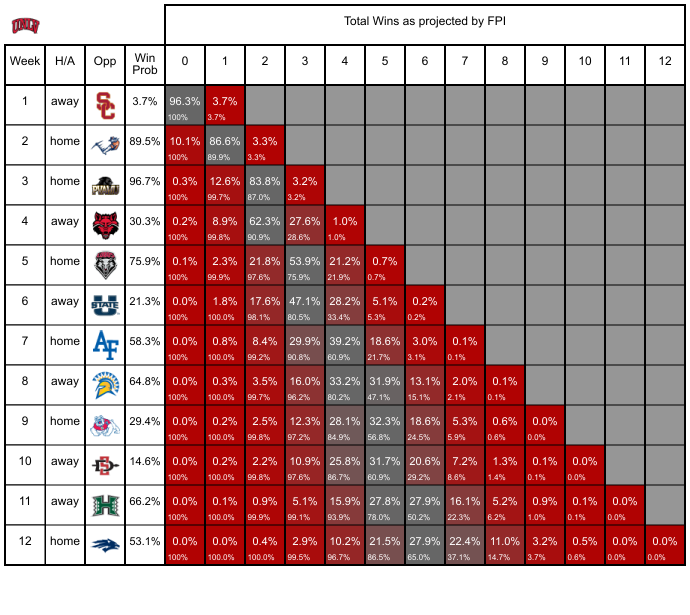 UNLV
Total Wins as projected by FPI
Week H/A Opp Win Prob 0 1 2 3 4 5 6 7 8 9 10 11 12
1 away SC 3.7% 96.3% 3.7%
100% 3.7%
2 home 89.5% 10.1% 86.6% 3.3%
100% 89.9% 3.3%
3 home PVAMU 96.7% 0.3% 12.6% 83.8% 3.2%
100% 99.7% 87.0% 3.2%
4 away 30.3% 0.2% 8.9% 62.3% 27.6% 1.0%
100% 99.8% 90.9% 28.6% 1.0%
5 home 75.9% 0.1% 2.3% 21.8% 53.9% 21.2% 0.7%
100% 99.9% 97.6% 75.9% 21.9% 0.7%
6 away U STATE 21.3% 0.0% 1.8% 17.6% 47.1% 28.2% 5.1% 0.2%
100% 100.0% 98.1% 80.5% 33.4% 5.3% 0.2%
7 home AF 58.3% 0.0% 0.8% 8.4% 29.9% 39.2% 18.6% 3.0% 0.1%
100% 100.0% 99.2% 90.8% 60.9% 21.7% 3.1% 0.1%
8 away 64.8% 0.0% 0.3% 3.5% 16.0% 33.2% 31.9% 13.1% 2.0% 0.1%
100% 100.0% 99.7% 96.2% 80.2% 47.1% 15.1% 2.1% 0.1%
9 home 29.4% 0.0% 0.2% 2.5% 12.3% 28.1% 32.3% 18.6% 5.3% 0.6% 0.0%
100% 100.0% 99.8% 97.2% 84.9% 56.8% 24.5% 5.9% 0.6% 0.0%
10 away SD 14.6% 0.0% 0.2% 2.2% 10.9% 25.8% 31.7% 20.6% 7.2% 1.3% 0.1% 0.0%
100% 100.0% 99.8% 97.6% 86.7% 60.9% 29.2% 8.6% 1.4% 0.1% 0.0%
11 away H 66.2% 0.0% 0.1% 0.9% 5.1% 15.9% 27.8% 27.9% 16.1% 5.2% 0.9% 0.1% 0.0%
100% 100.0% 99.9% 99.1% 93.9% 78.0% 50.2% 22.3% 6.2% 1.0% 0.1% 0.0%
12 home 53.1% 0.0% 0.0% 0.4% 2.9% 10.2% 21.5% 27.9% 22.4% 11.0% 3.2% 0.5% 0.0% 0.0%
100% 100.0% 100.0% 99.5% 96.7% 86.5% 65.0% 37.1% 14.7% 3.7% 0.6% 0.0% 0.0%